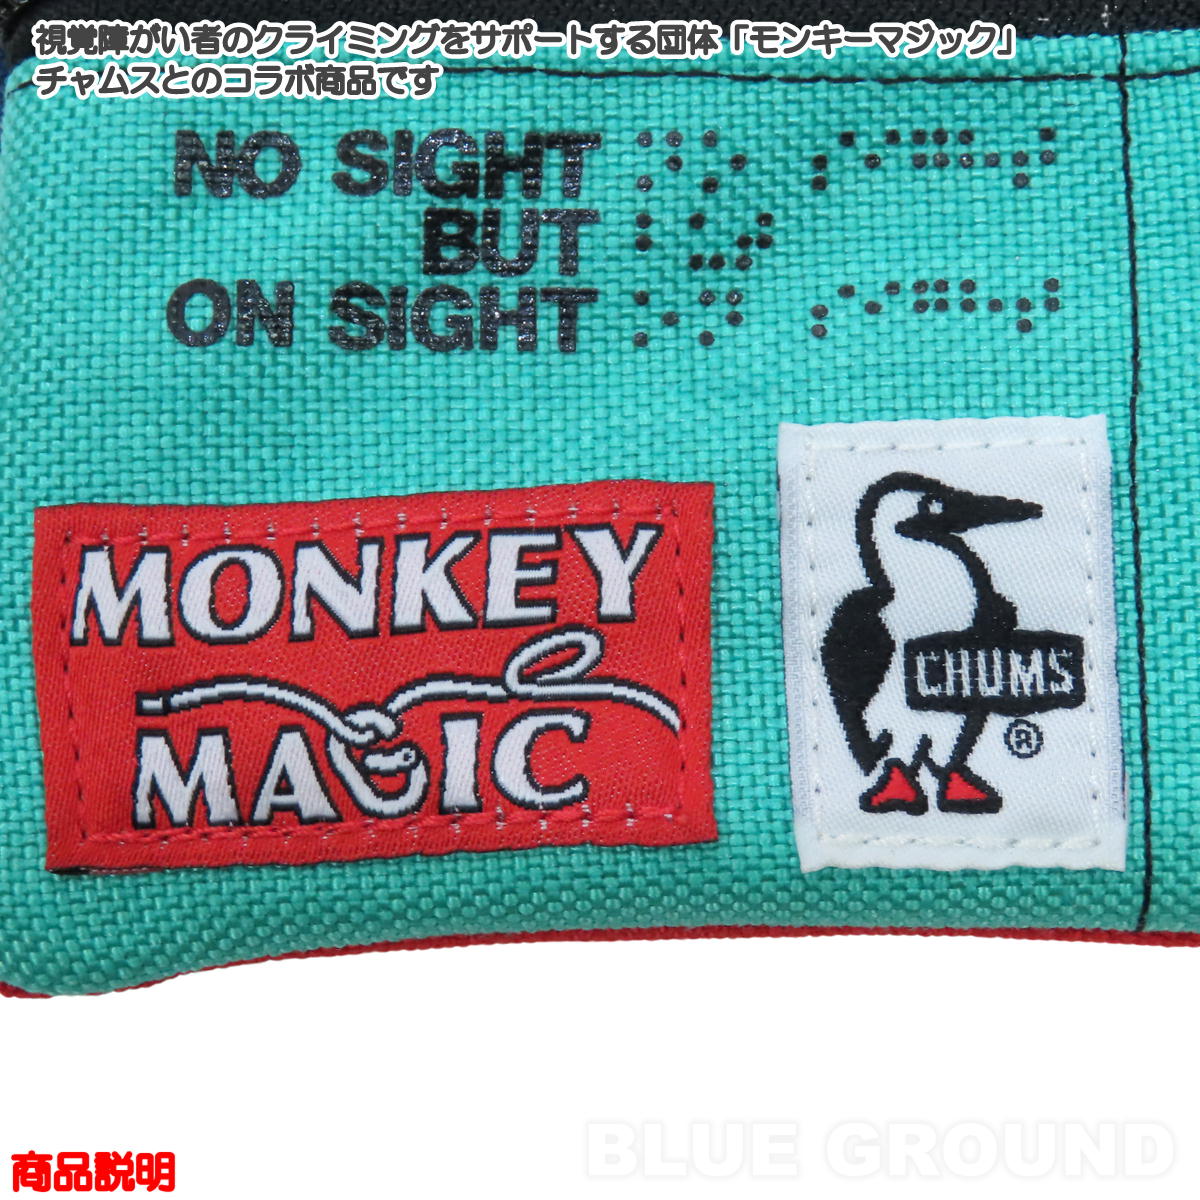 視覚障がい者のクライミングをサポートする団体「モンキーマジック」
チャムスとのコラボ商品です
NO SIGHT
BUT
ON SIGHT
MONKEY
MAGIC
CHUMS
®
BLUE GROUND
商品説明